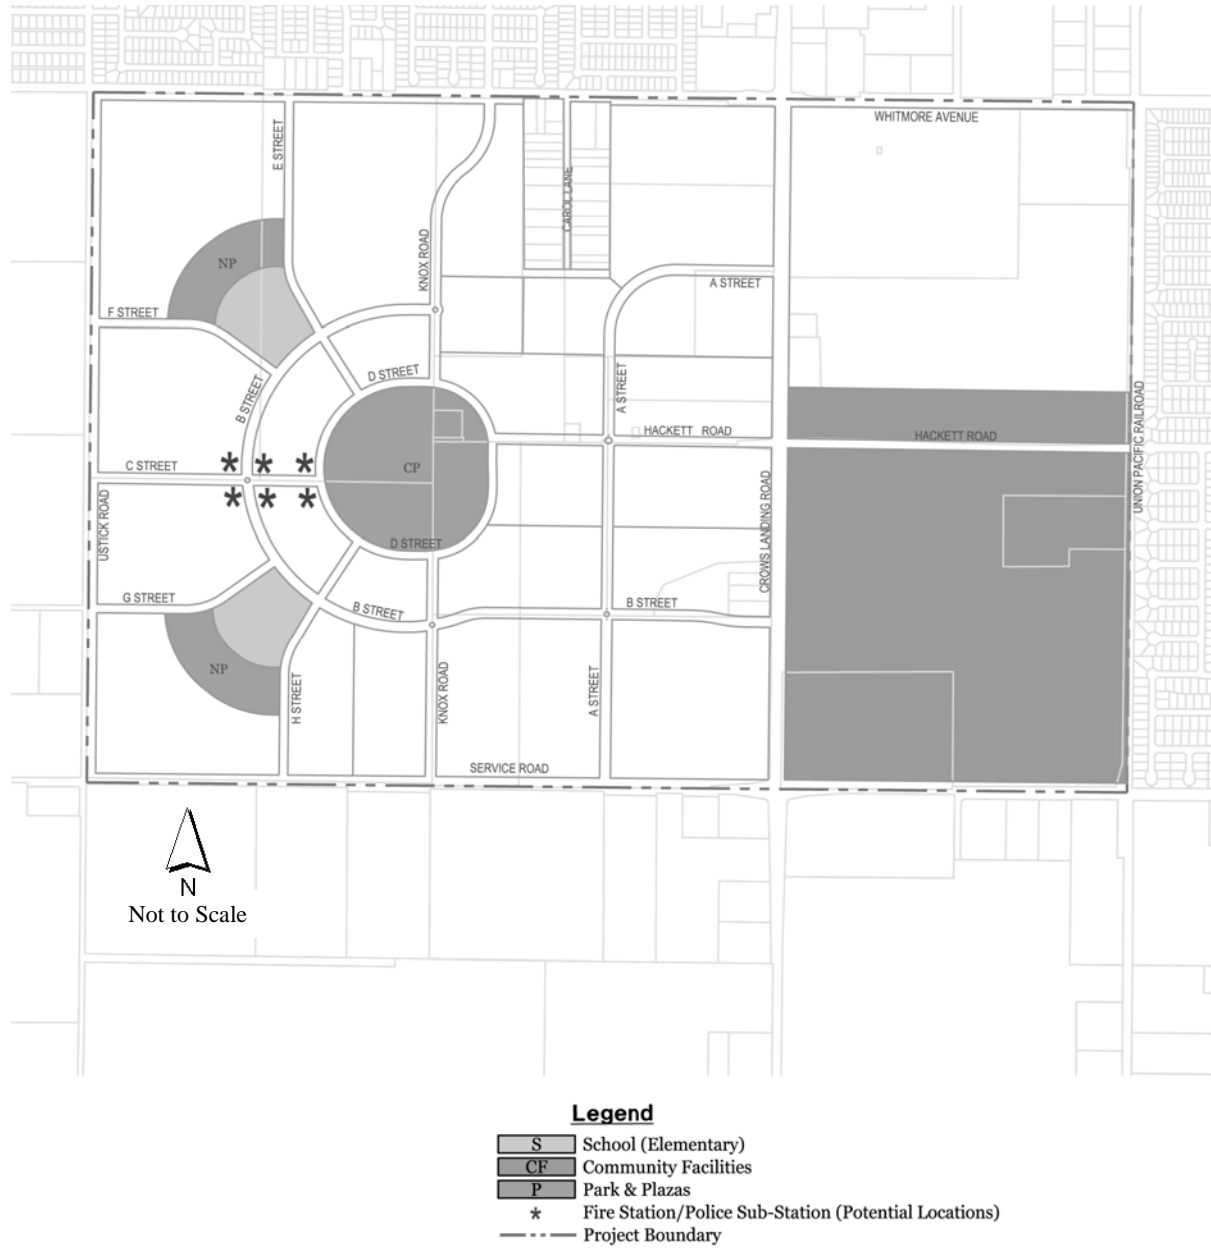 WHITMORE AVENUE
E STREET
CAROL LANE
KNOX ROAD
NP
A STREET
F STREET
D STREET
A STREET
B STREET
HACKETT ROAD
HACKETT ROAD
UNION PACIFIC RAILROAD
C STREET
* * *
CP
* * *
USTICK ROAD
CROWS LANDING ROAD
D STREET
G STREET
B STREET
B STREET
NP
H STREET
KNOX ROAD
A STREET
SERVICE ROAD
N
Not to Scale
Legend
S School (Elementary)
CF Community Facilities
P Park & Plazas
* Fire Station/Police Sub-Station (Potential Locations)
Project Boundary